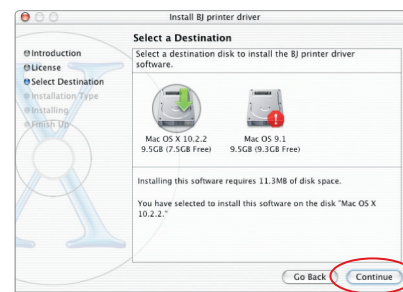 Install BJ printer driver
Select a Destination
Introduction
License
Select Destination
Installation Type
Installing
Finish Up
Select a destination disk to install the BJ printer driver
software.
Mac OS X 10.2.2
9.5GB (7.5GB Free)
Mac OS 9.1
9.5GB (9.3GB Free)
Installing this software requires 11.3MB of disk space.
You have selected to install this software on the disk "Mac OS X
10.2.2."
Go Back
Continue